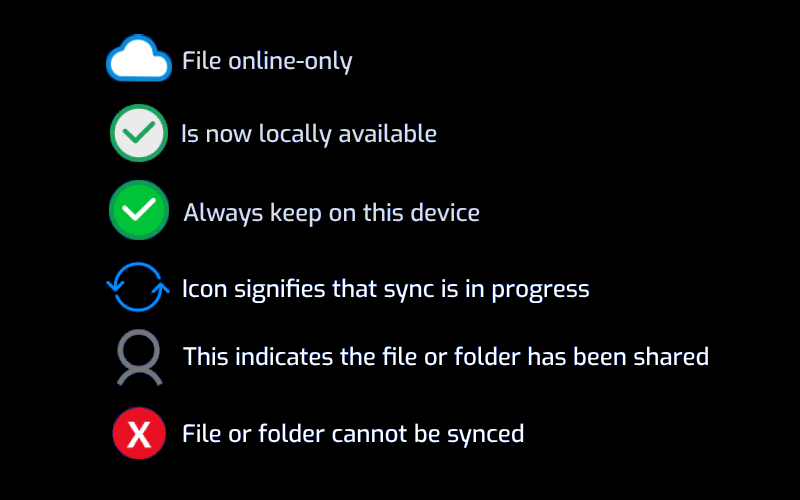 File online-only
Is now locally available
Always keep on this device
Icon signifies that sync is in progress
This indicates the file or folder has been shared
X File or folder cannot be synced